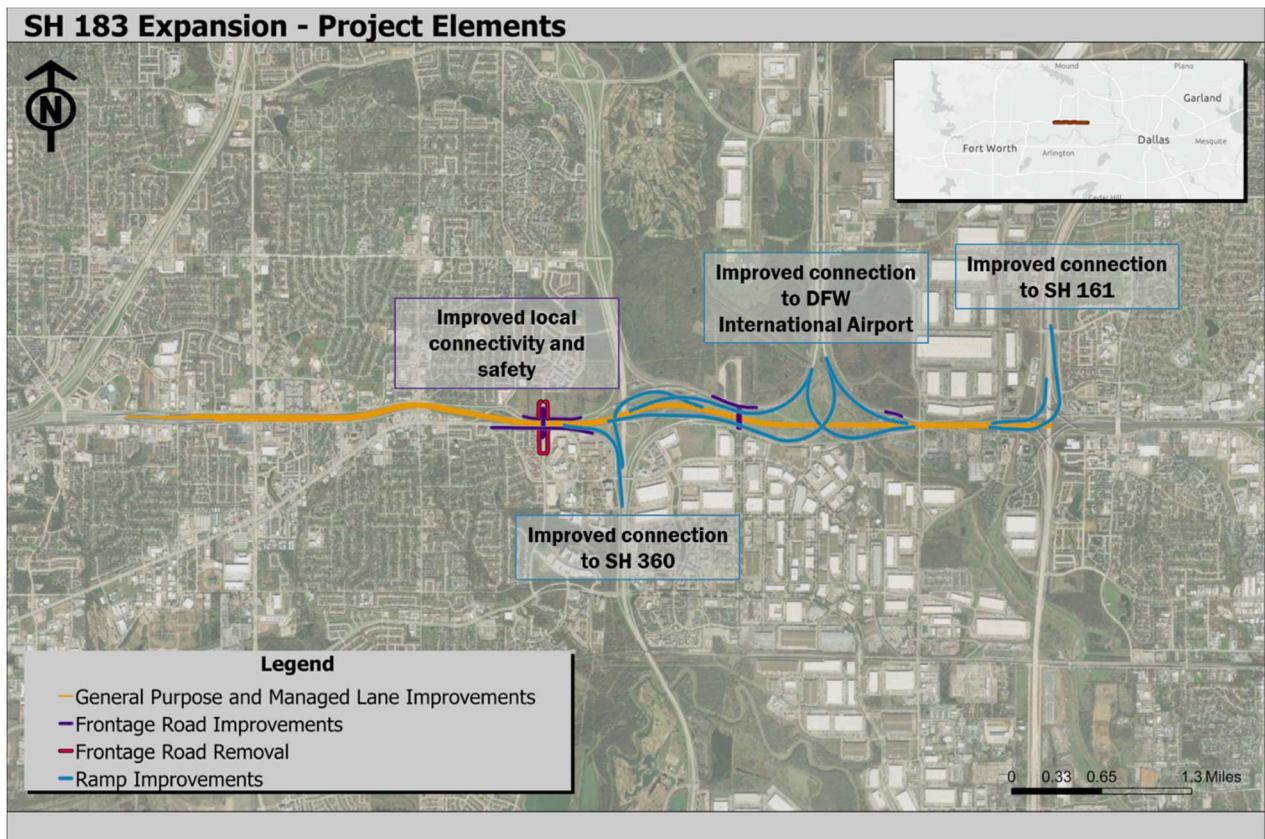 SH 183 Expansion - Project Elements
N
Mound
Plano
Garland
Dallas
Fort Worth
Mesquite
Arlington
Cedar Hill
Improved connection
to SH 161
Improved connection
to DFW
International Airport
Improved local
connectivity and
safety
Improved connection
to SH 360
Legend
General Purpose and Managed Lane Improvements
Frontage Road Improvements
Frontage Road Removal
Ramp Improvements
0 0.33 0.65 1.3 Miles